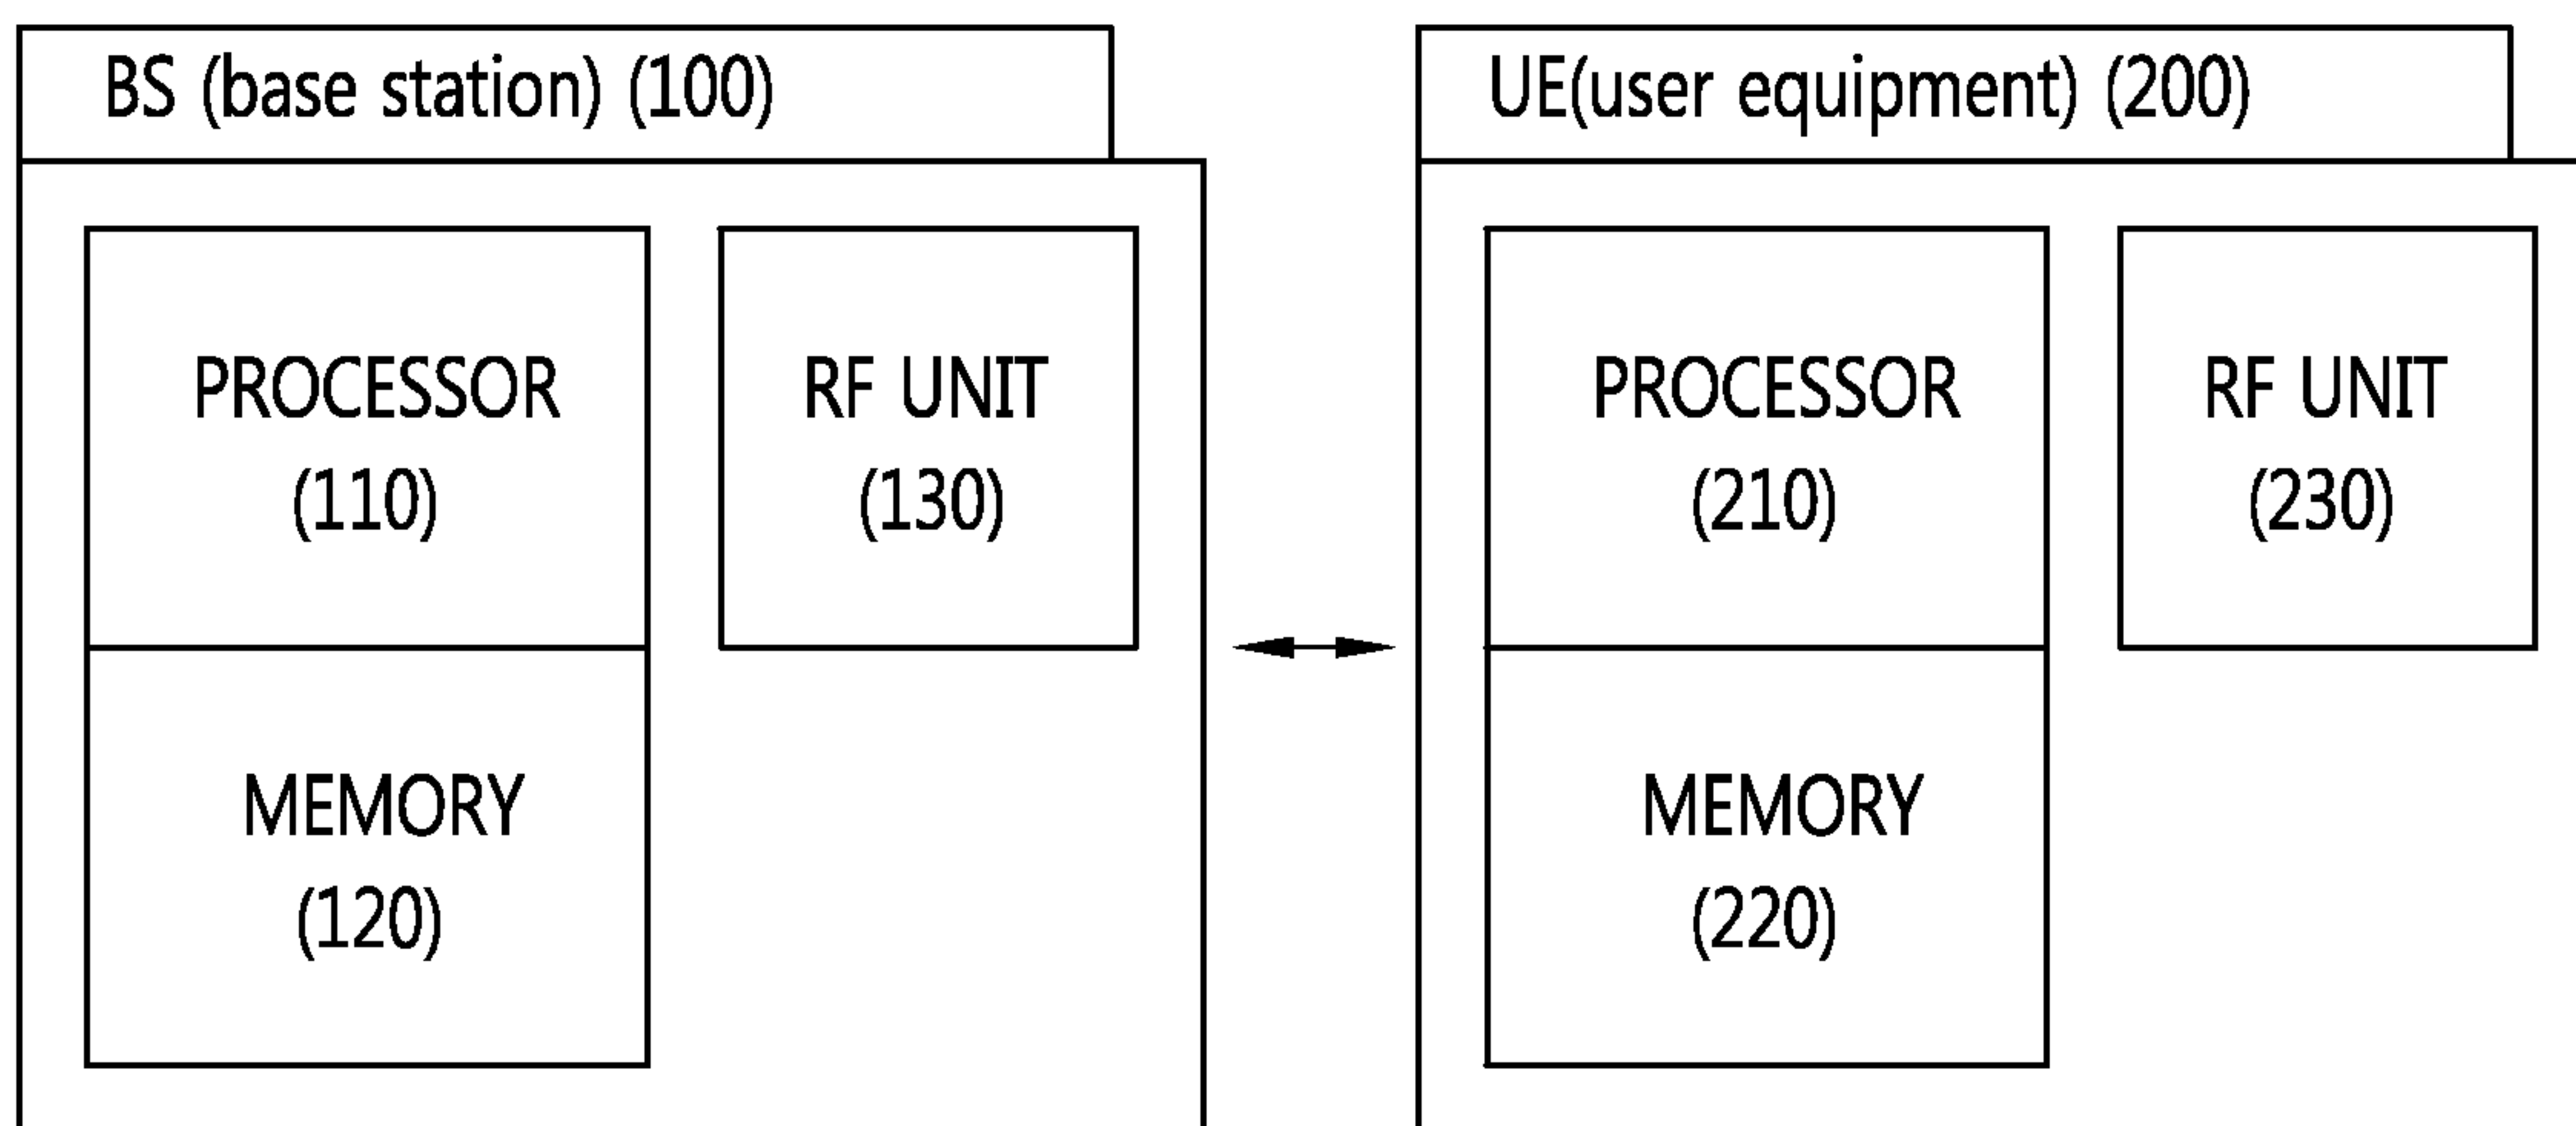 BS (base station) (100)
PROCESSOR
(110)
RF UNIT
(130)
MEMORY
(120)
UE(user equipment) (200)
PROCESSOR
(210)
RF UNIT
(230)
MEMORY
(220)